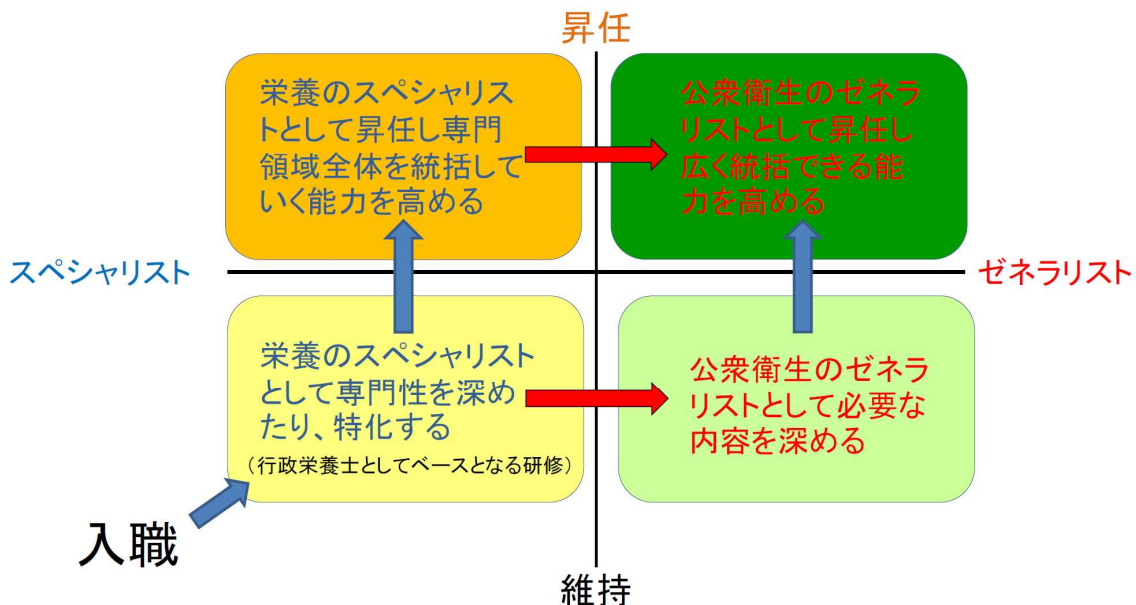 昇任
栄養のスペシャリス
トとして昇任し専門
領域全体を統括して
いく能力を高める
公衆衛生のゼネラ
リストとして昇任し
広く統括できる能
力を高める
スペシャリスト
ゼネラリスト
栄養のスペシャリスト
として専門性を深め
たり、特化する
（行政栄養士としてベースとなる研修）
公衆衛生のゼネラ
リストとして必要な
内容を深める
入職
維持